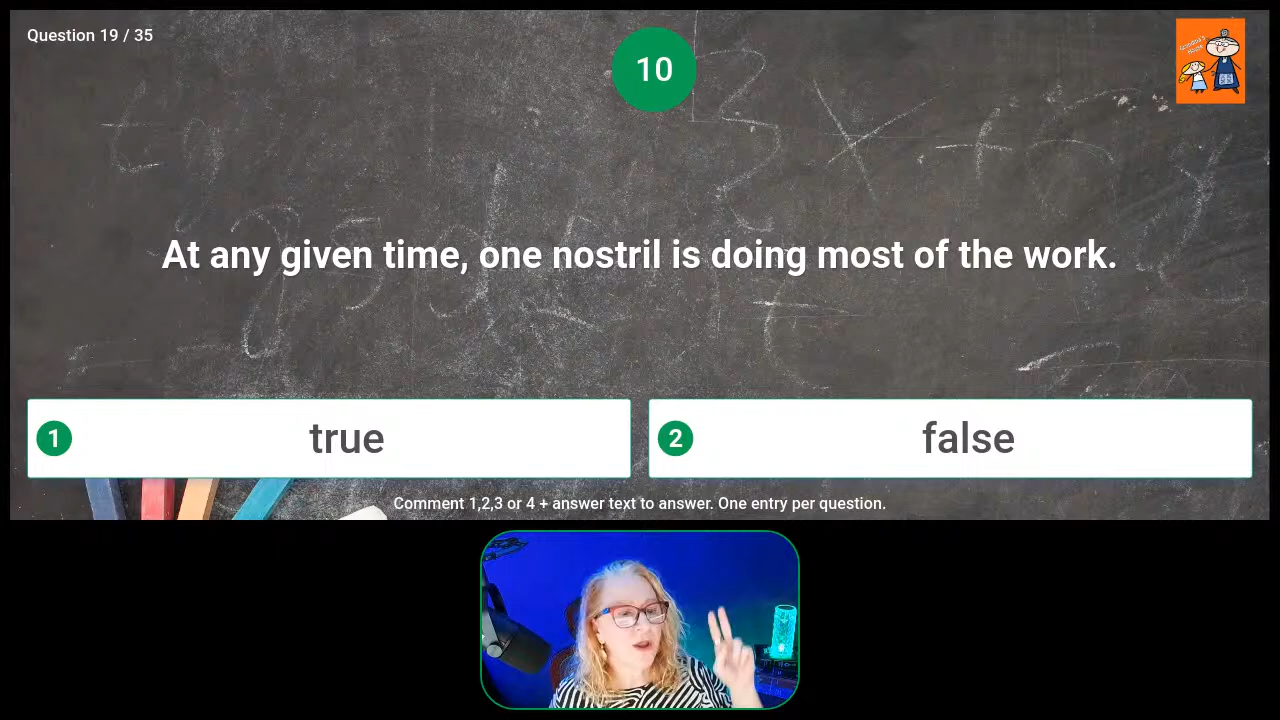 Question 19 / 35
10
At any given time, one nostril is doing most of the work.
1 true
2 false
Comment 1,2,3 or 4 + answer text to answer. One entry per question.